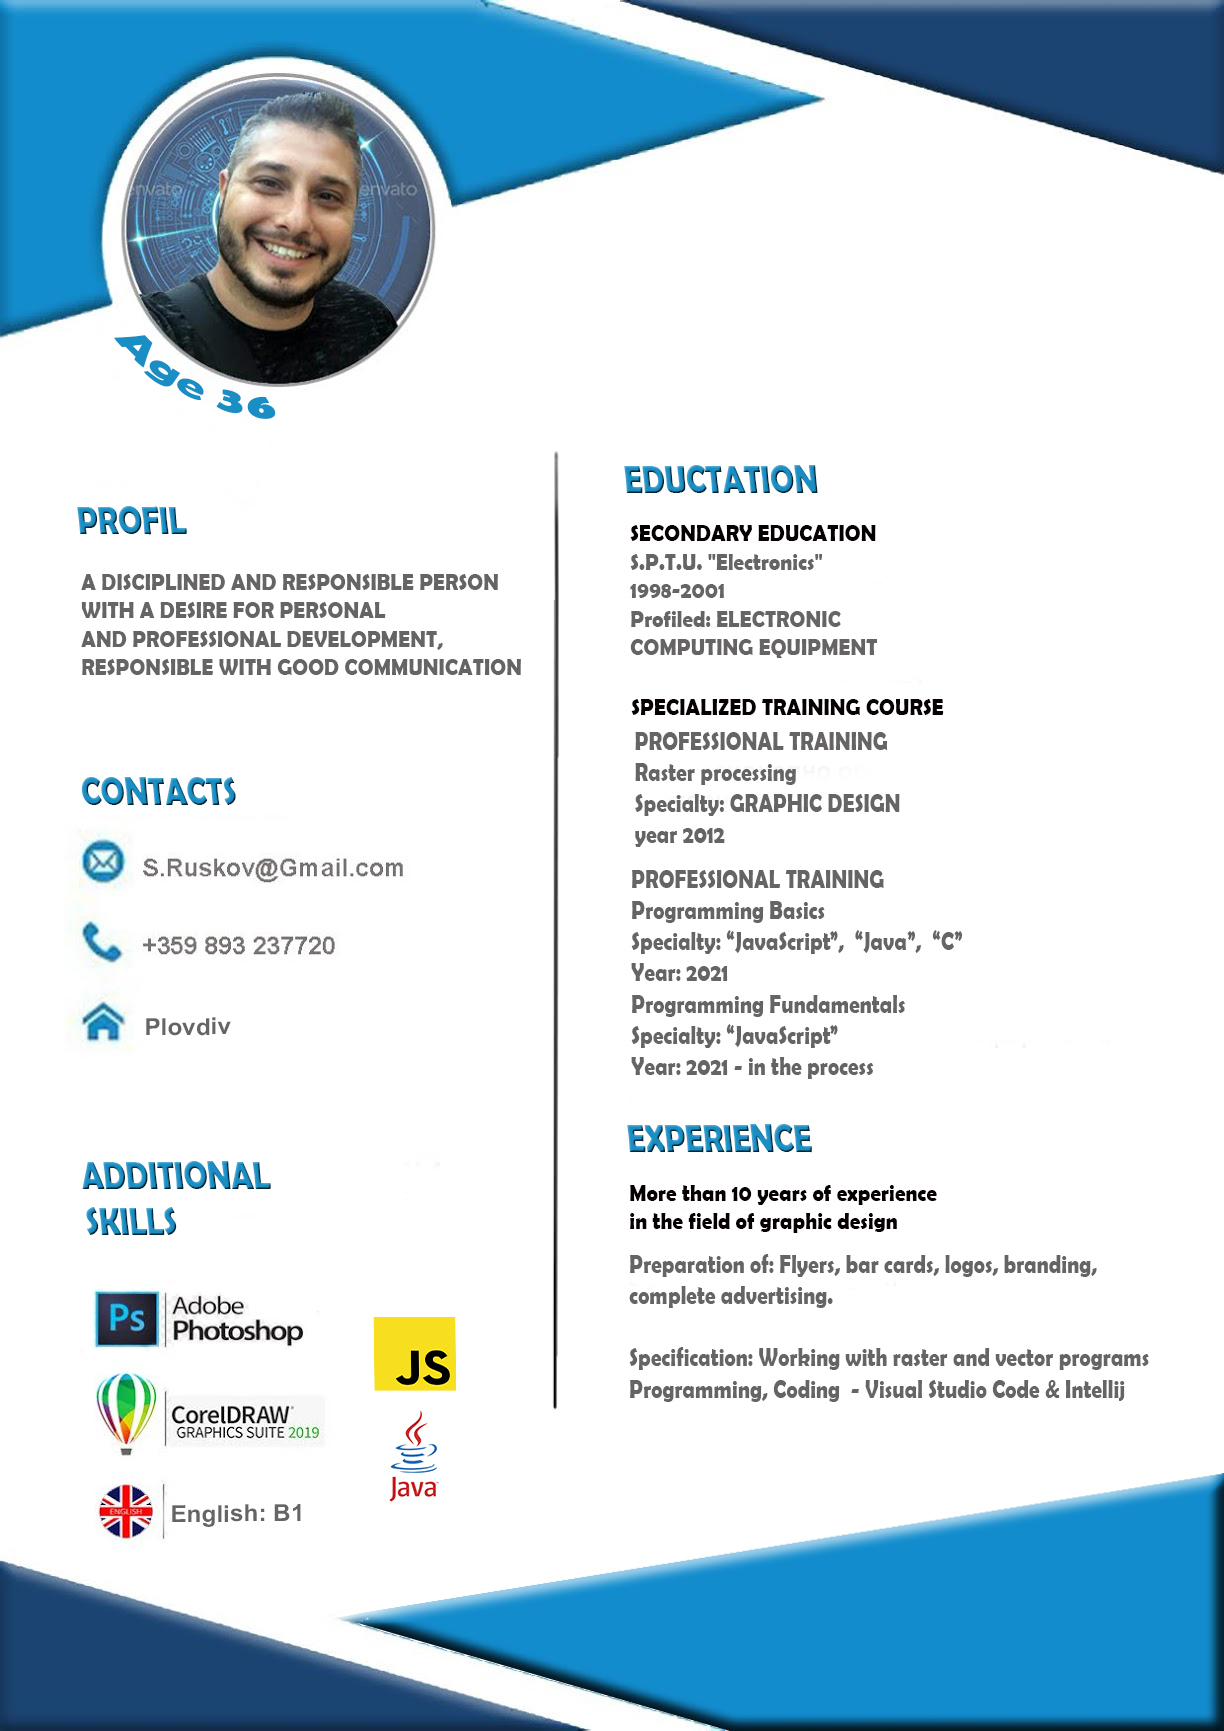 envato
envato
Age 36
PROFIL
A DISCIPLINED AND RESPONSIBLE PERSON
WITH A DESIRE FOR PERSONAL
AND PROFESSIONAL DEVELOPMENT,
RESPONSIBLE WITH GOOD COMMUNICATION
CONTACTS
S.Ruskov@Gmail.com
+359 893 237720
Plovdiv
ADDITIONAL
SKILLS
Ps
Adobe
Photoshop
CorelDRAW
GRAPHICS SUITE 2019
ENGLISH
English: B1
JS
Java
EDUCTATION
SECONDARY EDUCATION
S.P.T.U. "Electronics"
1998-2001
Profiled: ELECTRONIC
COMPUTING EQUIPMENT
SPECIALIZED TRAINING COURSE
PROFESSIONAL TRAINING
Raster processing
Specialty: GRAPHIC DESIGN
year 2012
PROFESSIONAL TRAINING
Programming Basics
Specialty: “JavaScript”, “Java”, “C”
Year: 2021
Programming Fundamentals
Specialty: “JavaScript”
Year: 2021 - in the process
EXPERIENCE
More than 10 years of experience
in the field of graphic design
Preparation of: Flyers, bar cards, logos, branding,
complete advertising.
Specification: Working with raster and vector programs
Programming, Coding - Visual Studio Code & Intellij